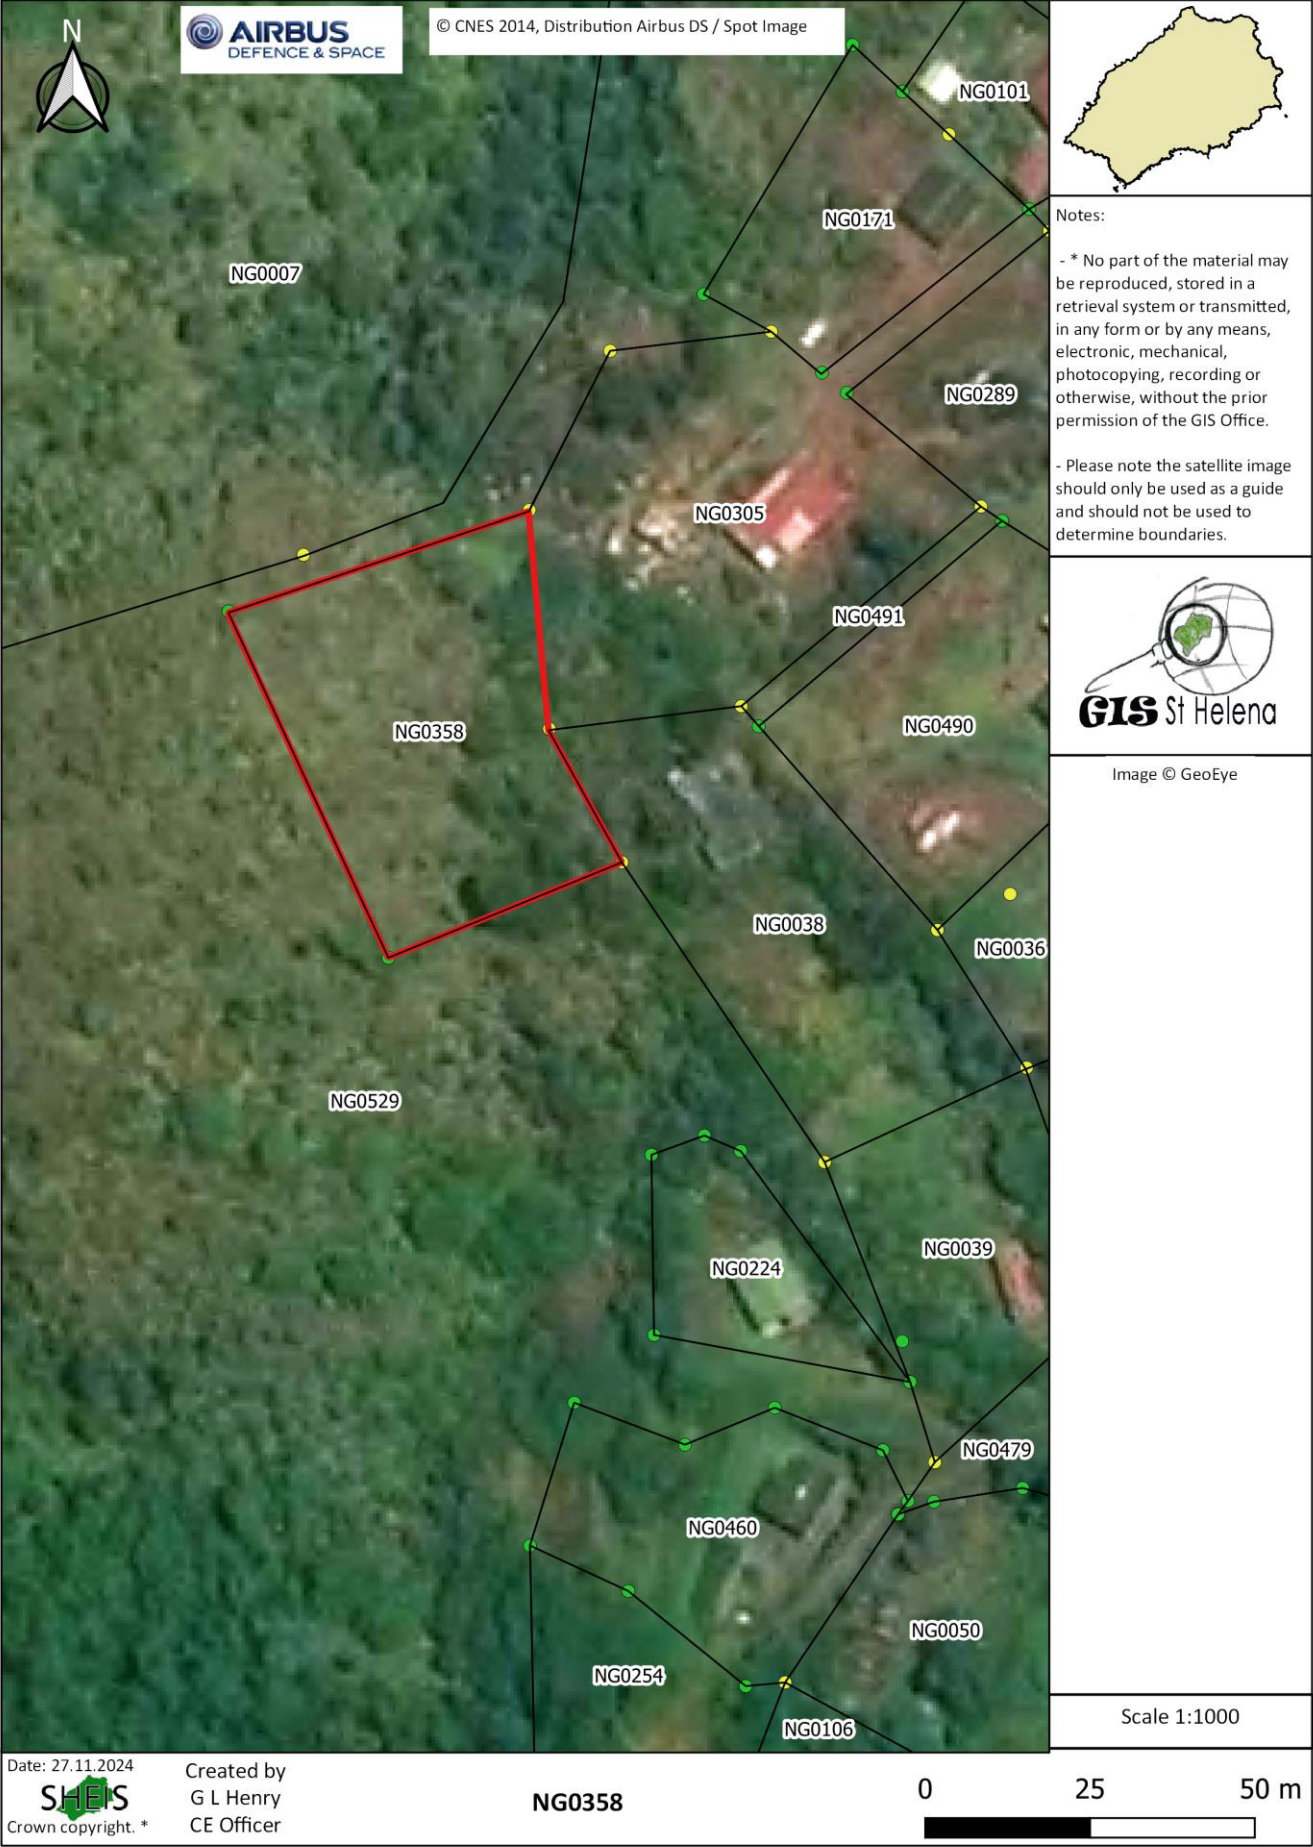 N
AIRBUS
DEFENCE & SPACE
© CNES 2014, Distribution Airbus DS / Spot Image
NG0101
NG0171
NG0007
NG0289
NG0305
NG0491
NG0358
NG0490
NG0038
NG0036
NG0529
NG0039
NG0224
NG0479
NG0460
NG0050
NG0254
NG0106
Notes:
- * No part of the material may
be reproduced, stored in a
retrieval system or transmitted,
in any form or by any means,
electronic, mechanical,
photocopying, recording or
otherwise, without the prior
permission of the GIS Office.
- Please note the satellite image
should only be used as a guide
and should not be used to
determine boundaries.
GIS St Helena
Image © GeoEye
Scale 1:1000
Date: 27.11.2024
SHEIS
Crown copyright. *
Created by
G L Henry
CE Officer
NG0358
0 25 50 m